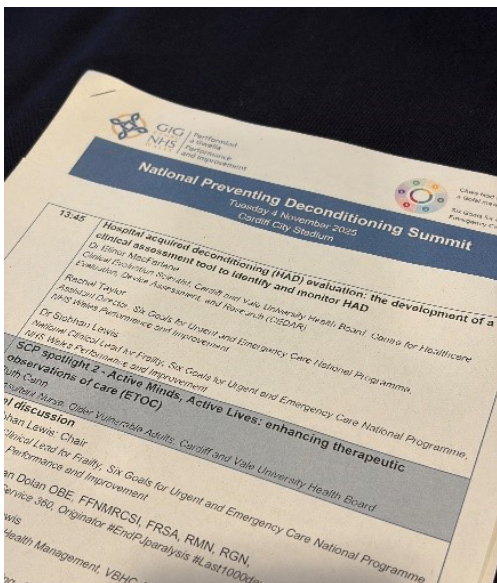 GIG
NHS
Perfformiad
a Gwella
Performance
and Improvement
National Preventing Deconditioning Summit
Tuesday 4 November 2025
Cardiff City Stadium
13:45
Hospital acquired deconditioning (HAD) evaluation: the development of a
clinical assessment tool to identify and monitor HAD
Dr Elinor MacFarlane
Clinical Evaluation Scientist, Cardiff and Vale University Health Board, Centre for Healthcare
Evaluation, Device Assessment, and Research (CEDAR)
Rachel Taylor
Assistant Director, Six Goals for Urgent and Emergency Care National Programme,
NHS Wales Performance and Improvement
Dr Siobhan Lewis
National Clinical Lead for Frailty, Six Goals for Urgent and Emergency Care National Programme,
NHS Wales Performance and Improvement
SCP spotlight 2 - Active Minds, Active Lives: enhancing therapeutic
observations of care (ETOC)
Nurse, Older Vulnerable Adults, Cardiff and Vale University Health Board
discussion
Lewis, Chair
Clinical Lead for Frailty, Six Goals for Urgent and Emergency Care National Programme
Performance and Improvement
Dolan OBE, FFNMRCSI, FRSA, RMN, RGN,
Service 360, Originator #EndPJparalysis
Health Management,